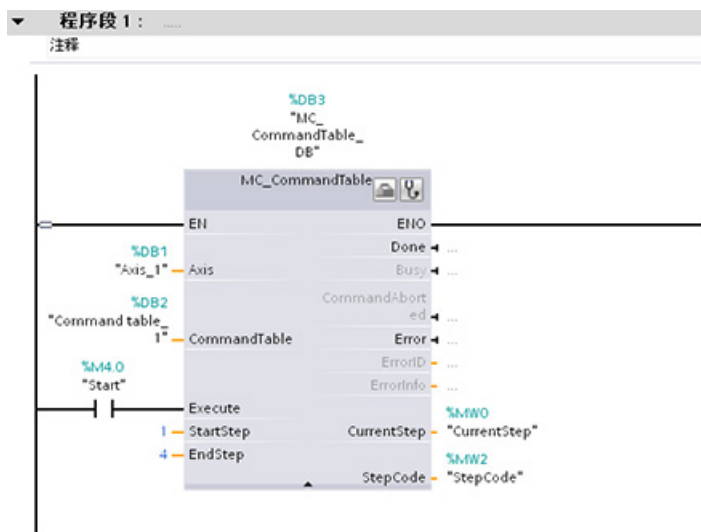 程序段 1： .....
注释
%DB3
"MC_
CommandTable_
DB"
MC_CommandTable
EN
ENO
Done
...
%DB1
"Axis_1"
Axis
Busy
...
%DB2
"Command table_
1"
CommandTable
CommandAbort
ed
...
Error
...
ErrorID
...
ErrorInfo
...
%M4.0
"Start"
Execute
1
StartStep
CurrentStep
%MW0
"CurrentStep"
4
EndStep
StepCode
%MW2
"StepCode"